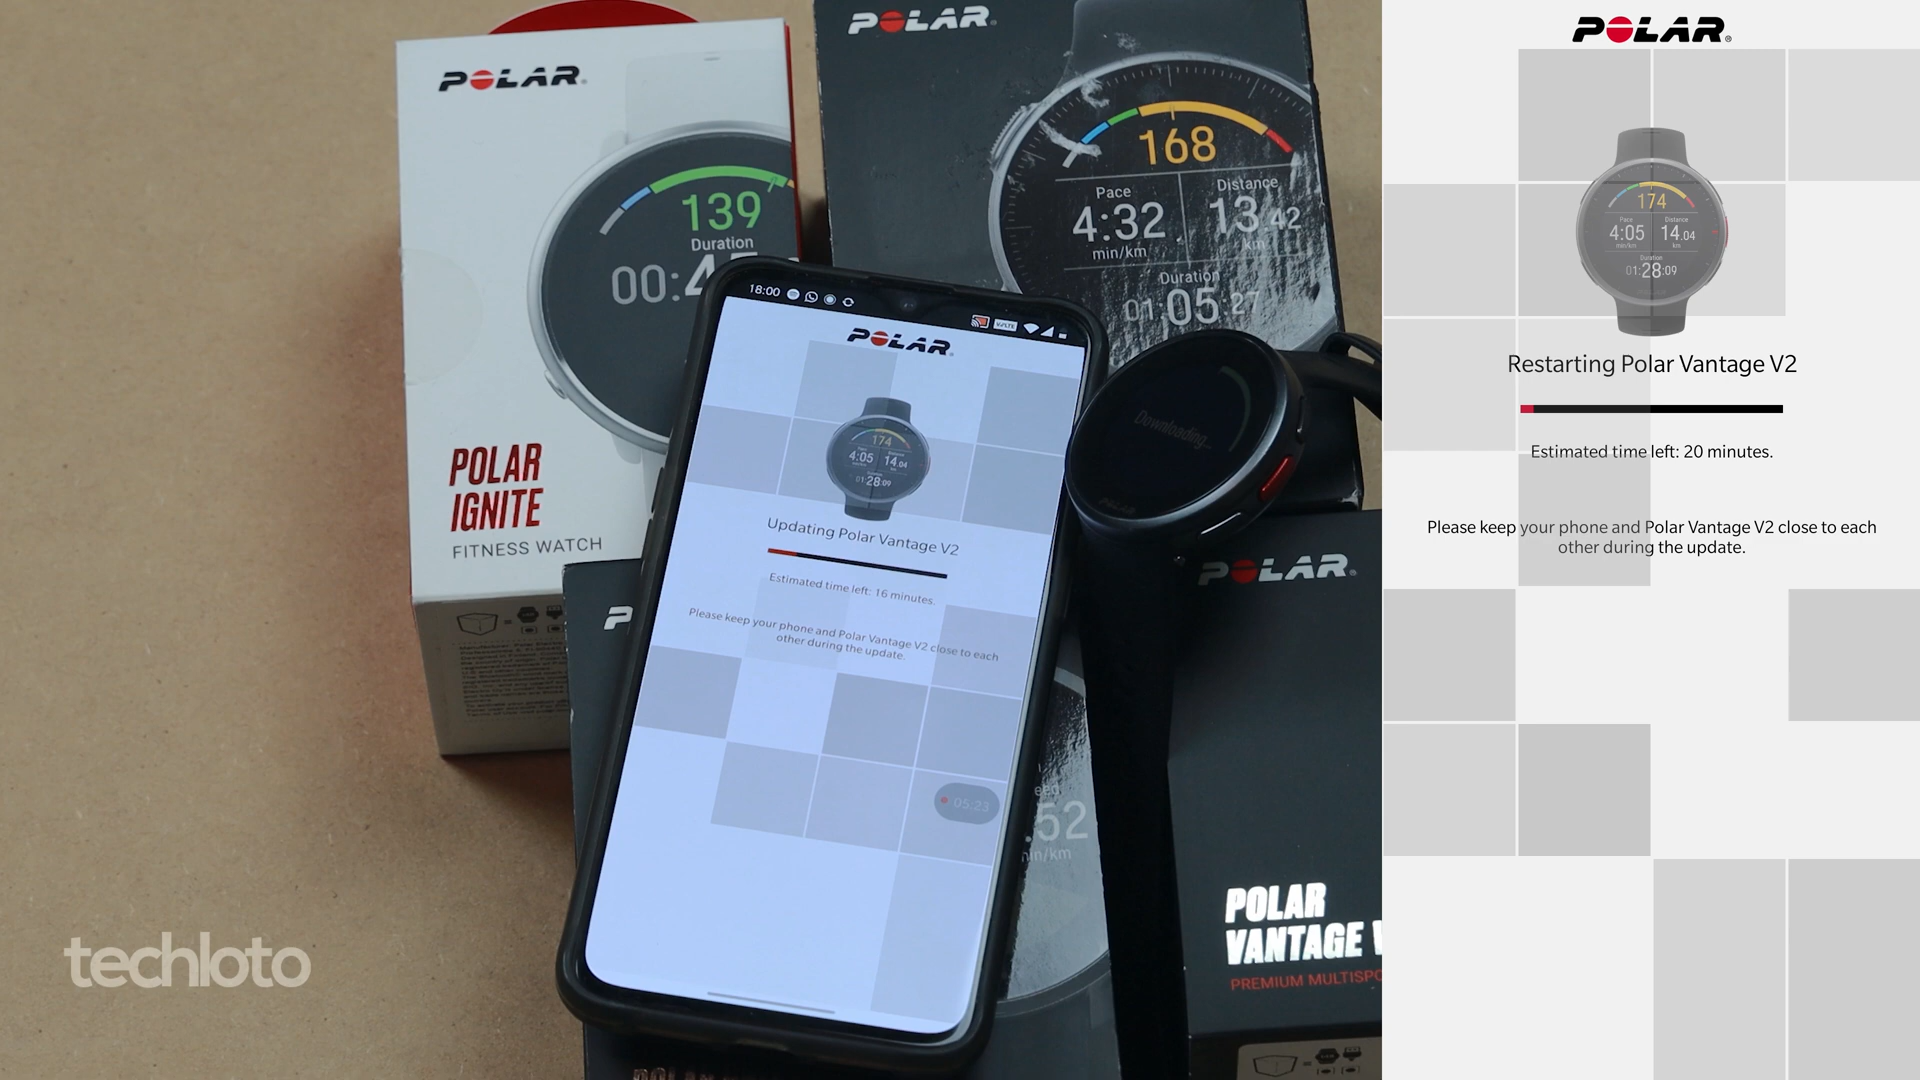 POLAR
139
Duration
00:45
POLAR
IGNITE
FITNESS WATCH
POLAR
168
Pace
4:32
min/km
Distance
13.42
km
Duration
01:05:27
18:00
VoLTE
POLAR
174
4:05
14.04
01:28:09
Updating Polar Vantage V2
Estimated time left: 16 minutes.
Please keep your phone and Polar Vantage V2 close to each
other during the update.
05:23
Downloading...
POLAR
P
.52
min/km
POLAR
POLAR
VANTAGE V
PREMIUM MULTISPO
techloto
POLAR
174
Pace
4:05
min/km
Distance
14.04
km
Duration
01:28:09
Restarting Polar Vantage V2
Estimated time left: 20 minutes.
Please keep your phone and Polar Vantage V2 close to each
other during the update.